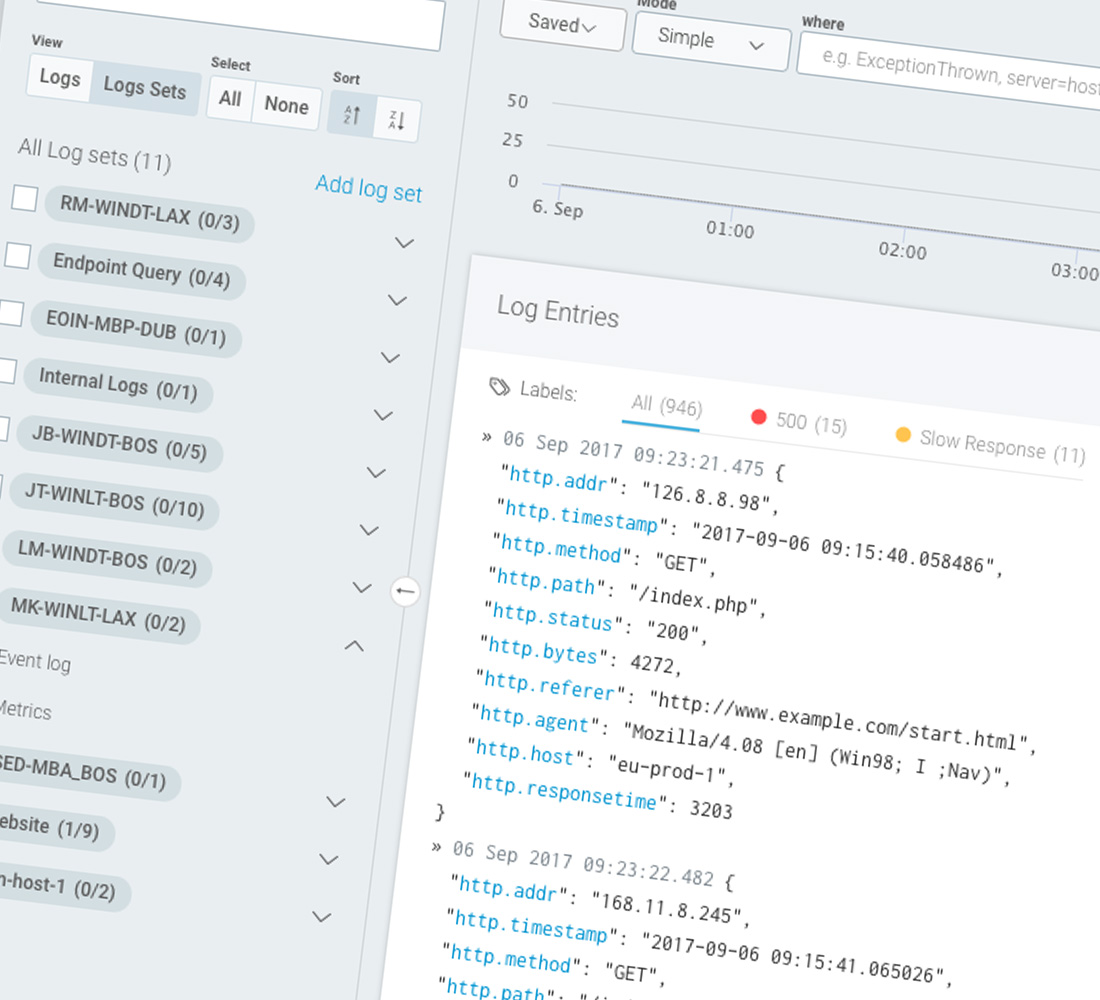 View
Logs
Logs Sets
Select
All
None
Sort
All Log sets (11)
Add log set
RM-WINDT-LAX (0/3)
Endpoint Query (0/4)
EOIN-MBP-DUB (0/1)
Internal Logs (0/1)
JB-WINDT-BOS (0/5)
JT-WINLT-BOS (0/10)
LM-WINDT-BOS (0/2)
MK-WINLT-LAX (0/2)
Event log
Metrics
SED-MBA_BOS (0/1)
ebsite (1/9)
n-host-1 (0/2)
Saved
Mode
Simple
where
e.g. ExceptionThrown, server=host
50
25
0
6. Sep
01:00
02:00
03:00
Log Entries
Labels:
All (946)
500 (15)
Slow Response (11)
» 06 Sep 2017 09:23:21.475 {
"http.addr": "126.8.8.98",
"http.timestamp": "2017-09-06 09:15:40.058486",
"http.method": "GET",
"http.path": "/index.php",
"http.status": "200",
"http.bytes": 4272,
"http.referer": "http://www.example.com/start.html",
"http.agent": "Mozilla/4.08 [en] (Win98; I ;Nav)",
"http.host": "eu-prod-1",
"http.responsetime": 3203
}
» 06 Sep 2017 09:23:22.482 {
"http.addr": "168.11.8.245",
"http.timestamp": "2017-09-06 09:15:41.065026",
"http.method": "GET",
"http.path":